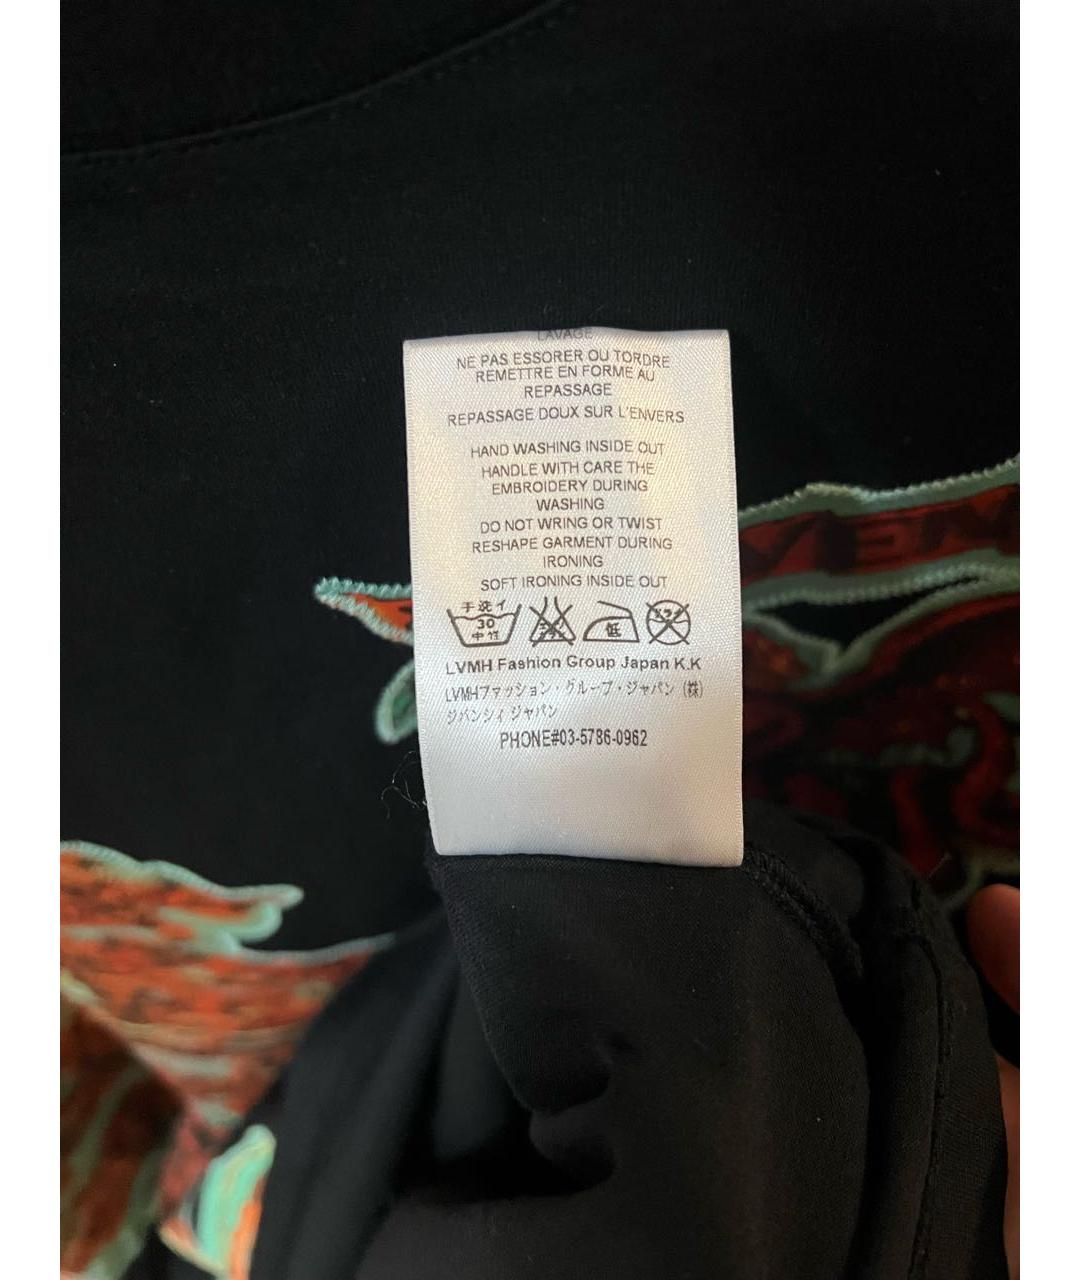 LAVAGE
NE PAS ESSORER OU TORDRE
REMETTRE EN FORME AU
REPASSAGE
REPASSAGE DOUX SUR L'ENVERS
HAND WASHING INSIDE OUT
HANDLE WITH CARE THE
EMBROIDERY DURING
WASHING
DO NOT WRING OR TWIST
RESHAPE GARMENT DURING
IRONING
SOFT IRONING INSIDE OUT
手洗イ
30
中性
低
LVMH Fashion Group Japan K.K
LVMHファッション・グループ・ジャパン (株)
ジバンシィ ジャパン
PHONE#03-5786-0962